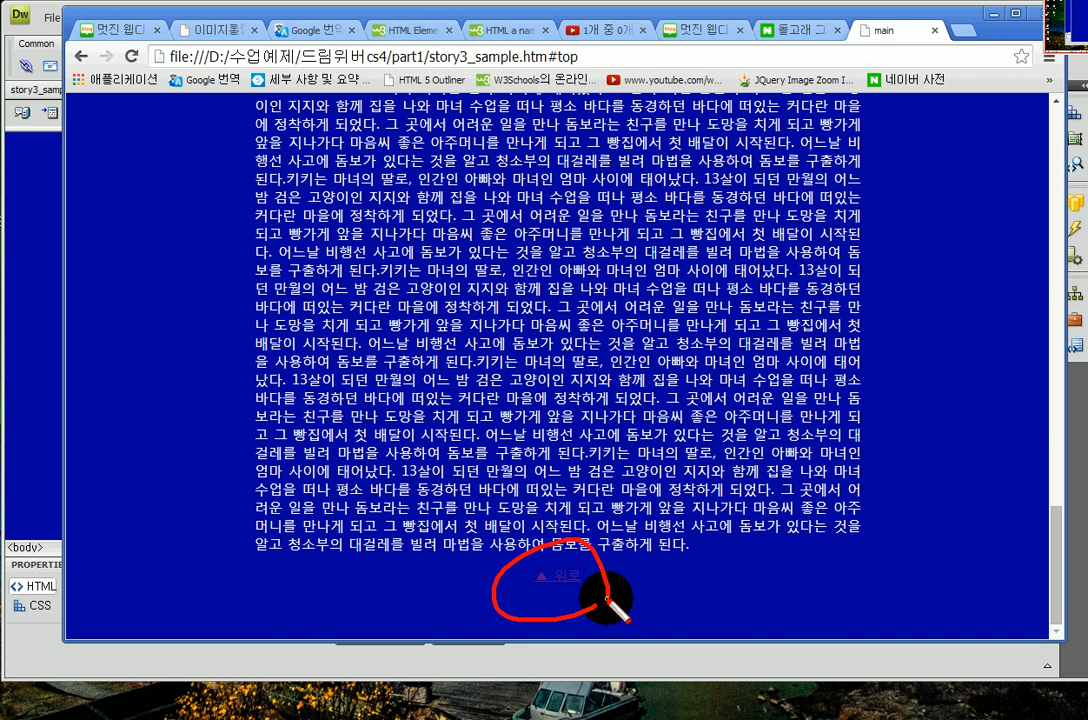 Dw File
멋진 웹디 이미지통 Google 번역 HTML Eleme HTML a nam 1개 중 0개 멋진 웹디 돌고래 그 main
Common
file:///D:/수업예제/드림위버cs4/part1/story3_sample.htm#top
애플리케이션 Google 번역 세부 사항 및 요약 ... HTML 5 Outliner W3Schools의 온라인... www.youtube.com/w... JQuery Image Zoom I... 네이버 사전 »
story3_sam
이인 지지와 함께 집을 나와 마녀 수업을 떠나 평소 바다를 동경하던 바다에 떠있는 커다란 마을
에 정착하게 되었다. 그 곳에서 어려운 일을 만나 돔보라는 친구를 만나 도망을 치게 되고 빵가게
앞을 지나가다 마음씨 좋은 아주머니를 만나게 되고 그 빵집에서 첫 배달이 시작된다. 어느날 비
행선 사고에 돔보가 있다는 것을 알고 청소부의 대걸레를 빌려 마법을 사용하여 돔보를 구출하게
된다.키키는 마녀의 딸로, 인간인 아빠와 마녀인 엄마 사이에 태어났다. 13살이 되던 만월의 어느
밤 검은 고양이인 지지와 함께 집을 나와 마녀 수업을 떠나 평소 바다를 동경하던 바다에 떠있는
커다란 마을에 정착하게 되었다. 그 곳에서 어려운 일을 만나 돔보라는 친구를 만나 도망을 치게
되고 빵가게 앞을 지나가다 마음씨 좋은 아주머니를 만나게 되고 그 빵집에서 첫 배달이 시작된
다. 어느날 비행선 사고에 돔보가 있다는 것을 알고 청소부의 대걸레를 빌려 마법을 사용하여 돔
보를 구출하게 된다.키키는 마녀의 딸로, 인간인 아빠와 마녀인 엄마 사이에 태어났다. 13살이 되
던 만월의 어느 밤 검은 고양이인 지지와 함께 집을 나와 마녀 수업을 떠나 평소 바다를 동경하던
바다에 떠있는 커다란 마을에 정착하게 되었다. 그 곳에서 어려운 일을 만나 돔보라는 친구를 만
나 도망을 치게 되고 빵가게 앞을 지나가다 마음씨 좋은 아주머니를 만나게 되고 그 빵집에서 첫
배달이 시작된다. 어느날 비행선 사고에 돔보가 있다는 것을 알고 청소부의 대걸레를 빌려 마법
을 사용하여 돔보를 구출하게 된다.키키는 마녀의 딸로, 인간인 아빠와 마녀인 엄마 사이에 태어
났다. 13살이 되던 만월의 어느 밤 검은 고양이인 지지와 함께 집을 나와 마녀 수업을 떠나 평소
바다를 동경하던 바다에 떠있는 커다란 마을에 정착하게 되었다. 그 곳에서 어려운 일을 만나 돔
보라는 친구를 만나 도망을 치게 되고 빵가게 앞을 지나가다 마음씨 좋은 아주머니를 만나게 되
고 그 빵집에서 첫 배달이 시작된다. 어느날 비행선 사고에 돔보가 있다는 것을 알고 청소부의 대
걸레를 빌려 마법을 사용하여 돔보를 구출하게 된다.키키는 마녀의 딸로, 인간인 아빠와 마녀인
엄마 사이에 태어났다. 13살이 되던 만월의 어느 밤 검은 고양이인 지지와 함께 집을 나와 마녀
수업을 떠나 평소 바다를 동경하던 바다에 떠있는 커다란 마을에 정착하게 되었다. 그 곳에서 어
려운 일을 만나 돔보라는 친구를 만나 도망을 치게 되고 빵가게 앞을 지나가다 마음씨 좋은 아주
머니를 만나게 되고 그 빵집에서 첫 배달이 시작된다. 어느날 비행선 사고에 돔보가 있다는 것을
알고 청소부의 대걸레를 빌려 마법을 사용하여 돔보를 구출하게 된다.
<body>
PROPERTIE
▲ 위로
<> HTML
CSS